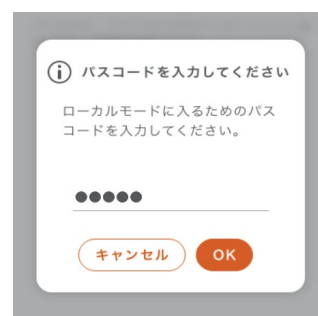 パスコードを入力してください
ローカルモードに入るためのパス
コードを入力してください。
●●●●●
キャンセル
OK